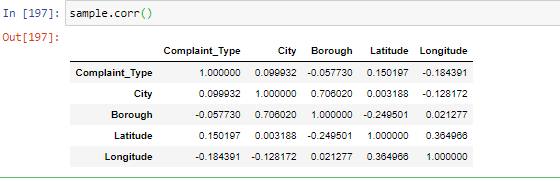 In [197]: sample.corr()
Out[197]:
Complaint_Type City Borough Latitude Longitude
Complaint_Type 1.000000 0.099932 -0.057730 0.150197 -0.184391
City 0.099932 1.000000 0.706020 0.003188 -0.128172
Borough -0.057730 0.706020 1.000000 -0.249501 0.021277
Latitude 0.150197 0.003188 -0.249501 1.000000 0.364966
Longitude -0.184391 -0.128172 0.021277 0.364966 1.000000